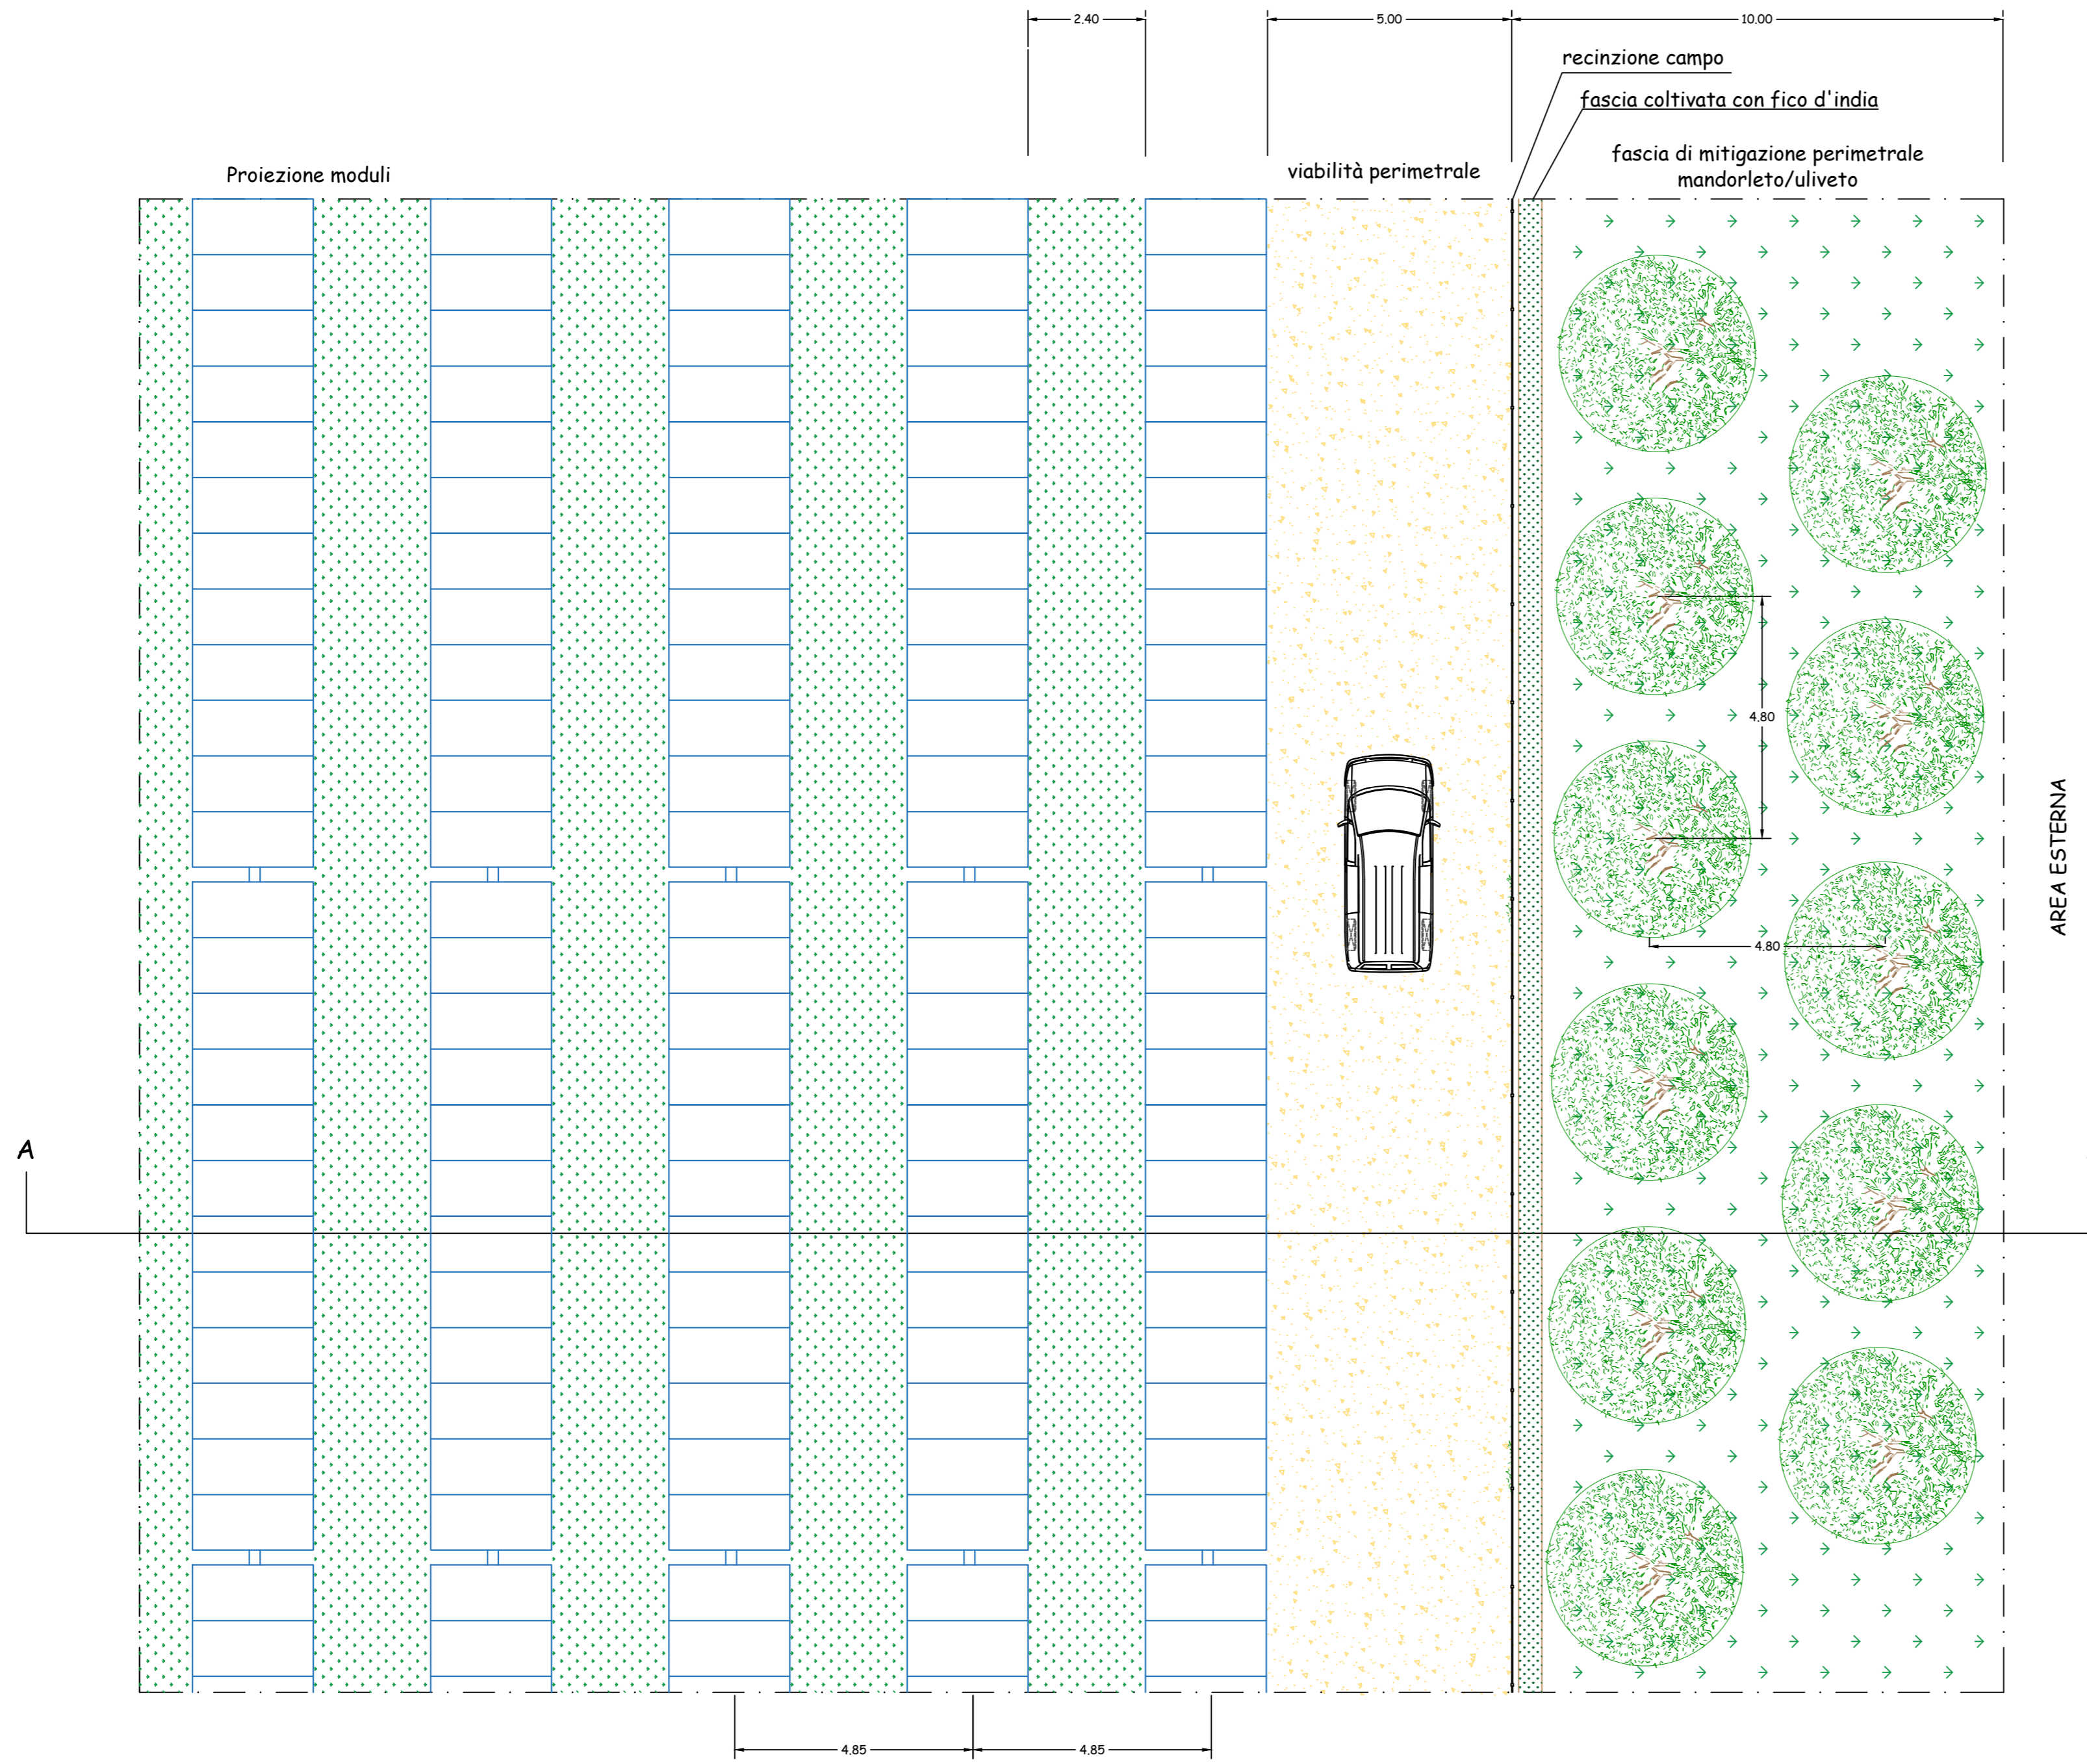 2.40
5.00
10.00
recinzione campo
fascia coltivata con fico d'india
Proiezione moduli
viabilità perimetrale
fascia di mitigazione perimetrale
mandorleto/uliveto
4.80
4.80
AREA ESTERNA
A
4.85
4.85